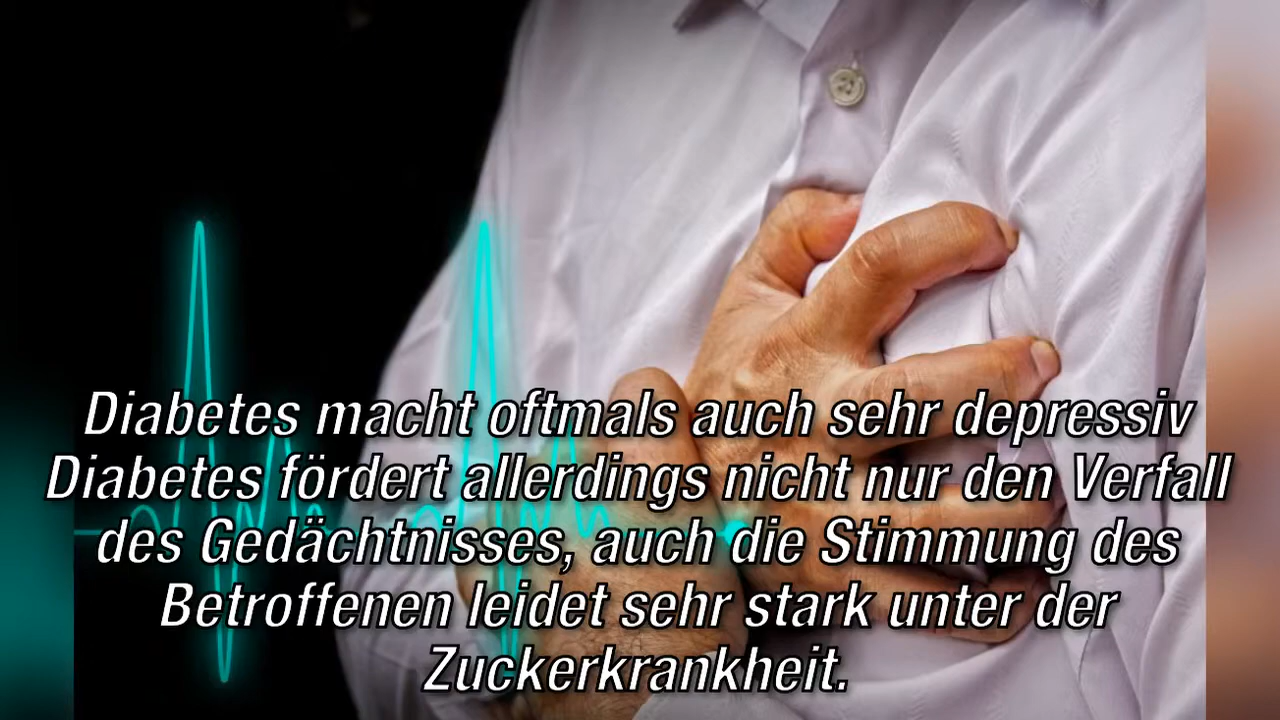 Diabetes macht oftmals auch sehr depressiv
Diabetes fördert allerdings nicht nur den Verfall
des Gedächtnisses, auch die Stimmung des
Betroffenen leidet sehr stark unter der
Zuckerkrankheit.